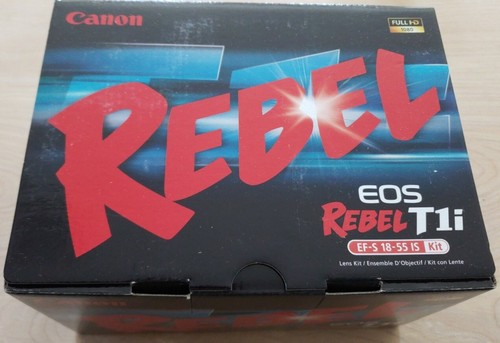 Canon
FULL HD
1080
REBEL
EOS
REBEL T1i
EF-S 18-55 IS Kit
Lens Kit / Ensemble D'Objectif / Kit con Lente